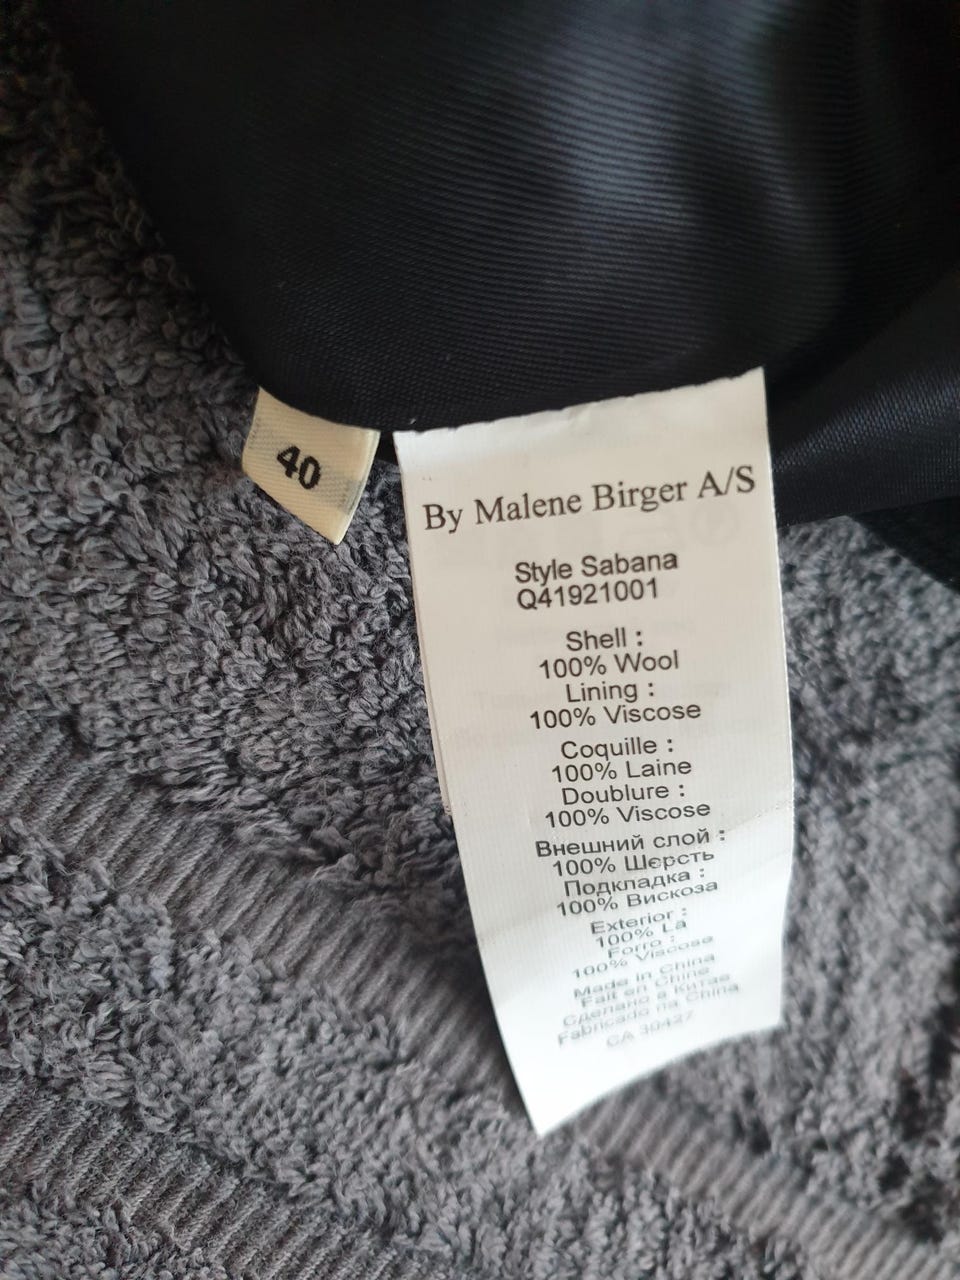 40
By Malene Birger A/S
Style Sabana
Q41921001
Shell :
100% Wool
Lining :
100% Viscose
Coquille :
100% Laine
Doublure :
100% Viscose
Внешний слой :
100% Шерсть
Подкладка :
100% Вискоза
Exterior :
100% Lã
Forro :
100% Viscose
Made in China
Fait en Chine
Сделано в Китае
Fabricado na China
CA 30427